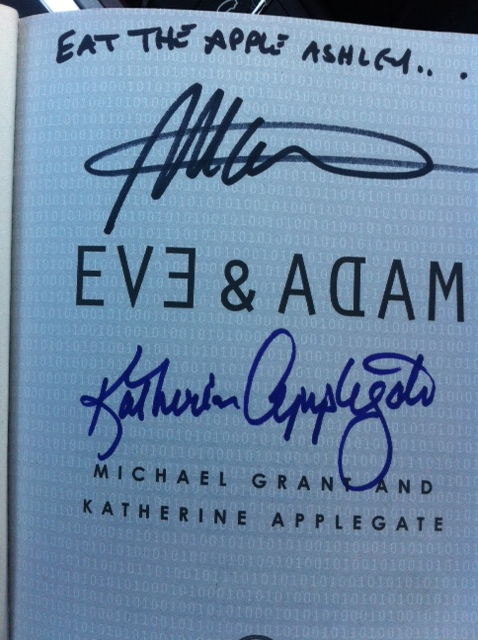 EAT THE APPLE ASHLEY...
EVE & ADAM
Katherine Applegate
MICHAEL GRANT AND
KATHERINE APPLEGATE